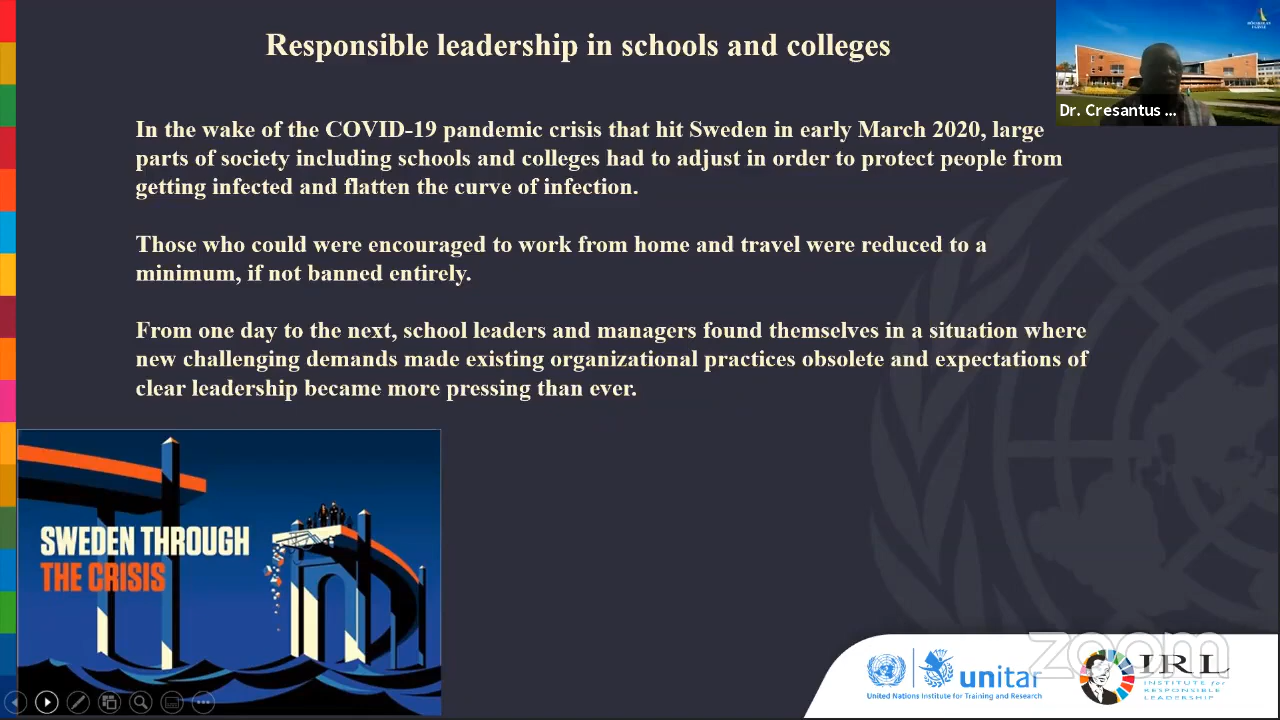 Responsible leadership in schools and colleges
Dr. Cresantus ...
In the wake of the COVID-19 pandemic crisis that hit Sweden in early March 2020, large
parts of society including schools and colleges had to adjust in order to protect people from
getting infected and flatten the curve of infection.
Those who could were encouraged to work from home and travel were reduced to a
minimum, if not banned entirely.
From one day to the next, school leaders and managers found themselves in a situation where
new challenging demands made existing organizational practices obsolete and expectations of
clear leadership became more pressing than ever.
SWEDEN THROUGH
THE CRISIS
zoom
unitar
United Nations Institute for Training and Research
IRL
INSTITUTE for
RESPONSIBLE
LEADERSHIP